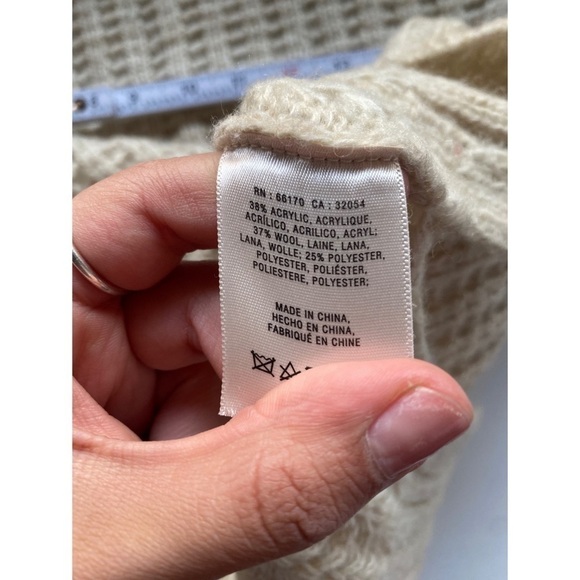 RN : 66170 CA : 32054
38% ACRYLIC, ACRYLIQUE,
ACRÍLICO, ACRILICO, ACRYL;
37% WOOL, LAINE, LANA,
LANA, WOLLE; 25% POLYESTER,
POLYESTER, POLIÉSTER,
POLIESTERE, POLYESTER;
MADE IN CHINA,
HECHO EN CHINA,
FABRIQUÉ EN CHINE